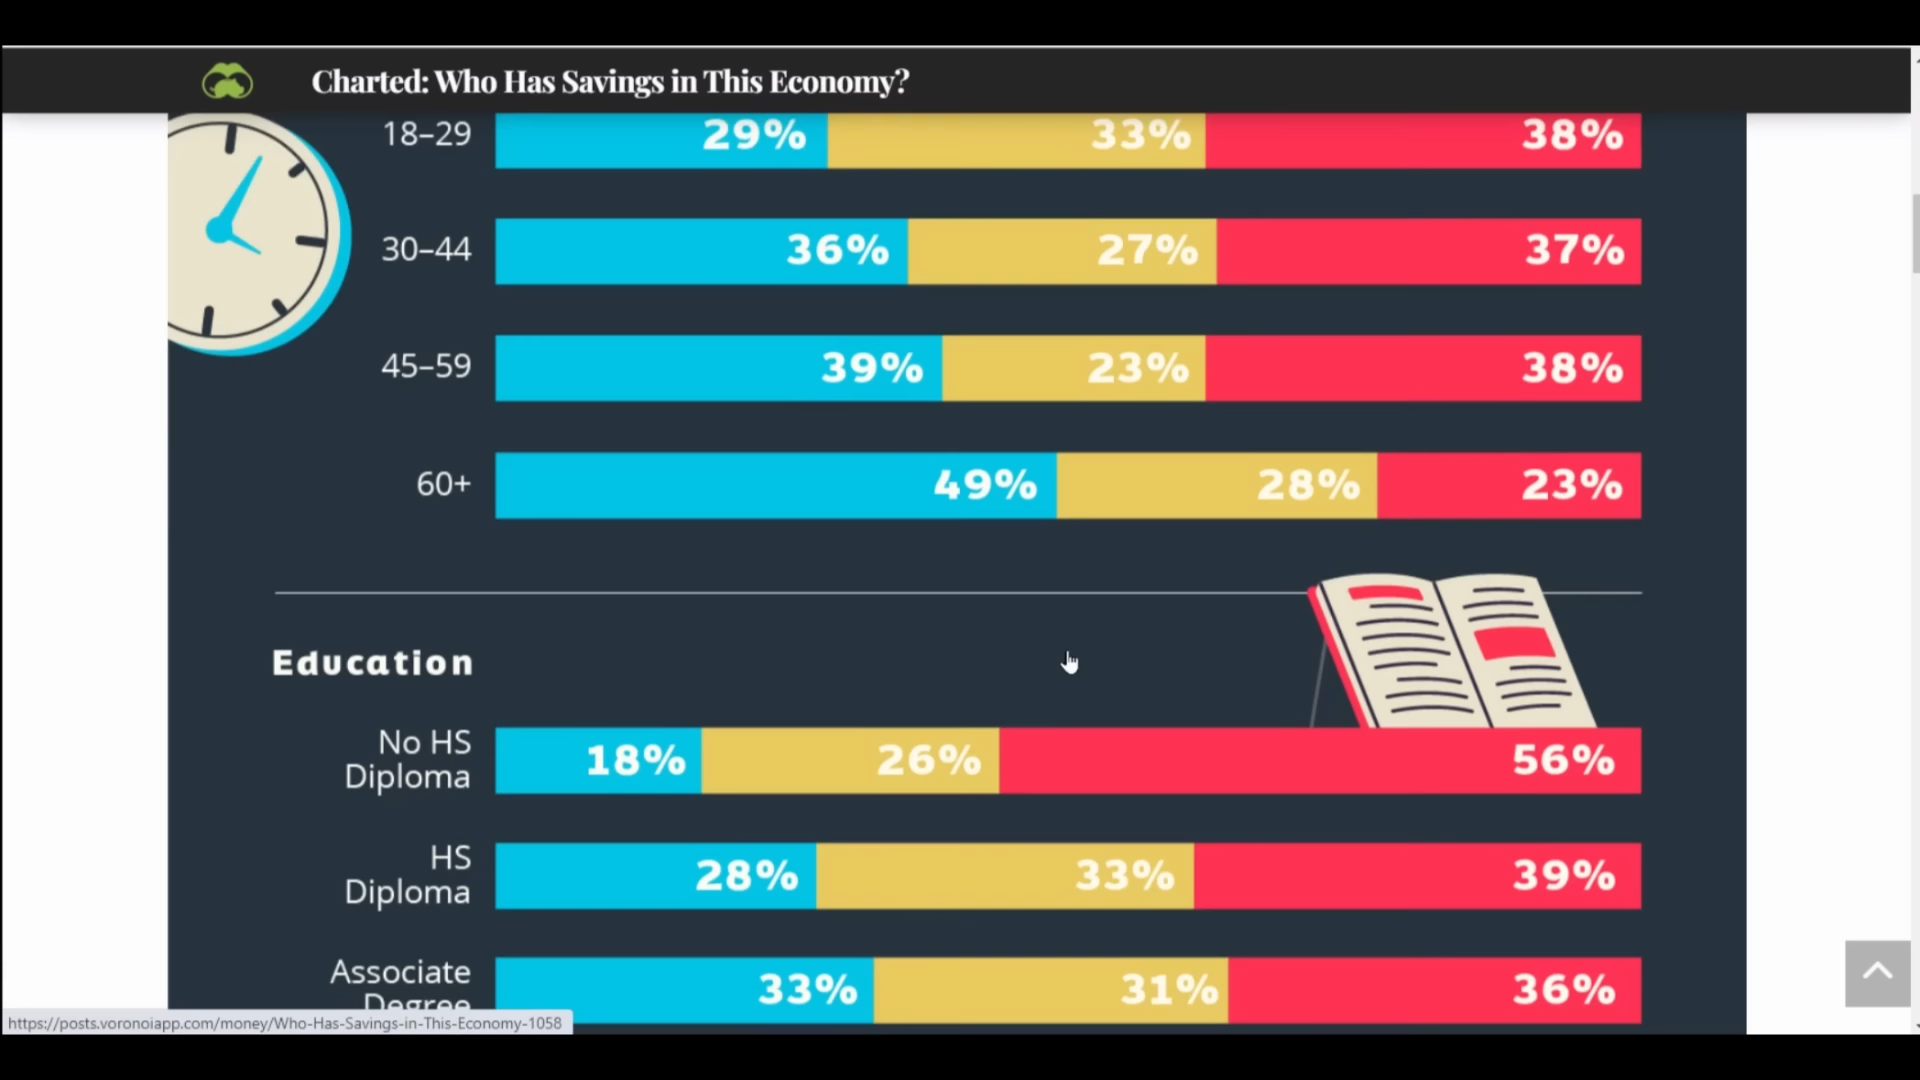 Charted: Who Has Savings in This Economy?
18–29 29% 33% 38%
30–44 36% 27% 37%
45–59 39% 23% 38%
60+ 49% 28% 23%
Education
No HS
Diploma 18% 26% 56%
HS
Diploma 28% 33% 39%
Associate
Degree 33% 31% 36%
https://posts.voronoiapp.com/money/Who-Has-Savings-in-This-Economy-1058